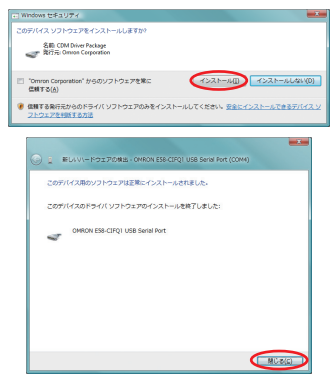 Windows セキュリティ
このデバイス ソフトウェアをインストールしますか?
名前: CDM Driver Package
発行元: Omron Corporation
"Omron Corporation" からのソフトウェアを常に
信頼する(A)
インストール(I)
インストールしない(N)
信頼する発行元からのドライバ ソフトウェアのみをインストールしてください。安全にインストールできるデバイス ソ
フトウェアを判断する方法
新しいハードウェアの検出 - OMRON E58-CIFQ1 USB Serial Port (COM4)
このデバイス用のソフトウェアは正常にインストールされました。
このデバイスのドライバ ソフトウェアのインストールを終了しました:
OMRON E58-CIFQ1 USB Serial Port
閉じる(C)